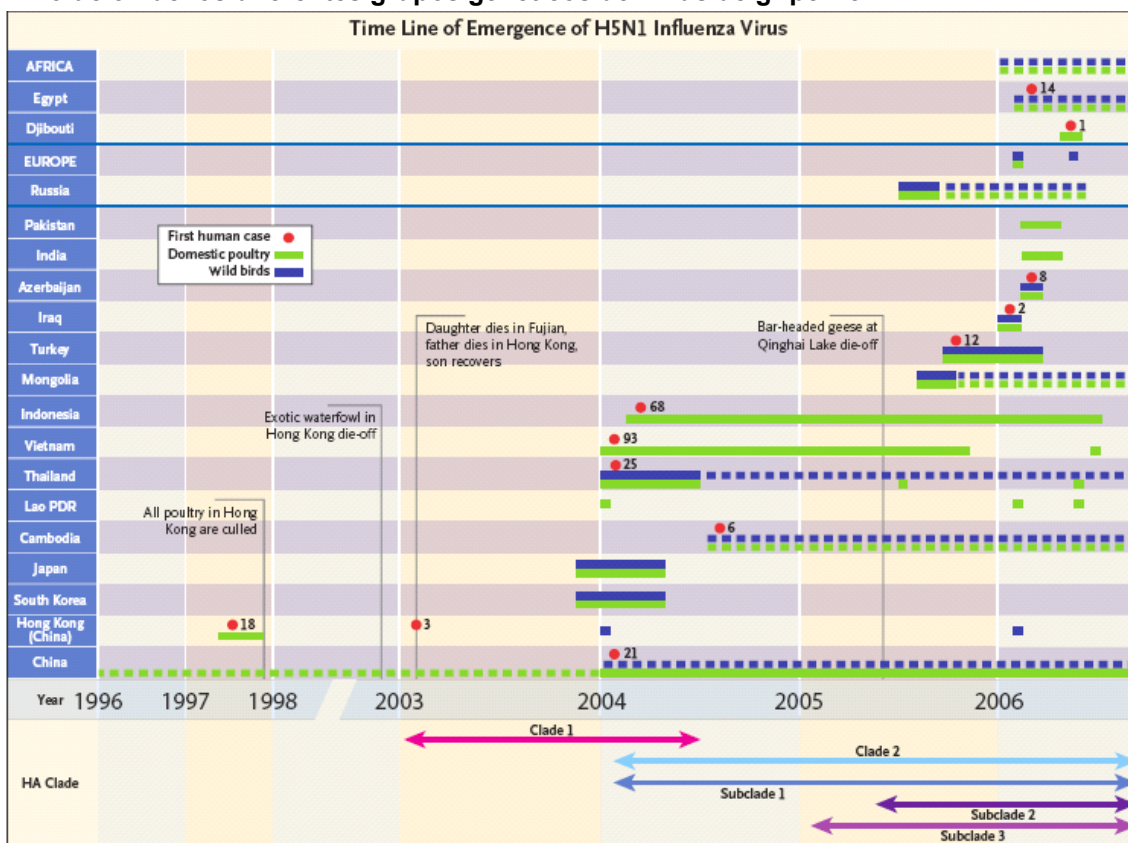 Time Line of Emergence of H5N1 Influenza Virus
AFRICA
Egypt
14
Djibouti
1
EUROPE
Russia
Pakistan
India
Azerbaijan
8
Iraq
2
Turkey
12
Mongolia
Indonesia
68
Vietnam
93
Thailand
25
Lao PDR
Cambodia
6
Japan
South Korea
Hong Kong
(China)
18
3
China
21
First human case
Domestic poultry
Wild birds
Daughter dies in Fujian,
father dies in Hong Kong,
son recovers
Bar-headed geese at
Qinghai Lake die-off
Exotic waterfowl in
Hong Kong die-off
All poultry in Hong
Kong are culled
Year 1996 1997 1998 2003 2004 2005 2006
HA Clade
Clade 1
Clade 2
Subclade 1
Subclade 2
Subclade 3